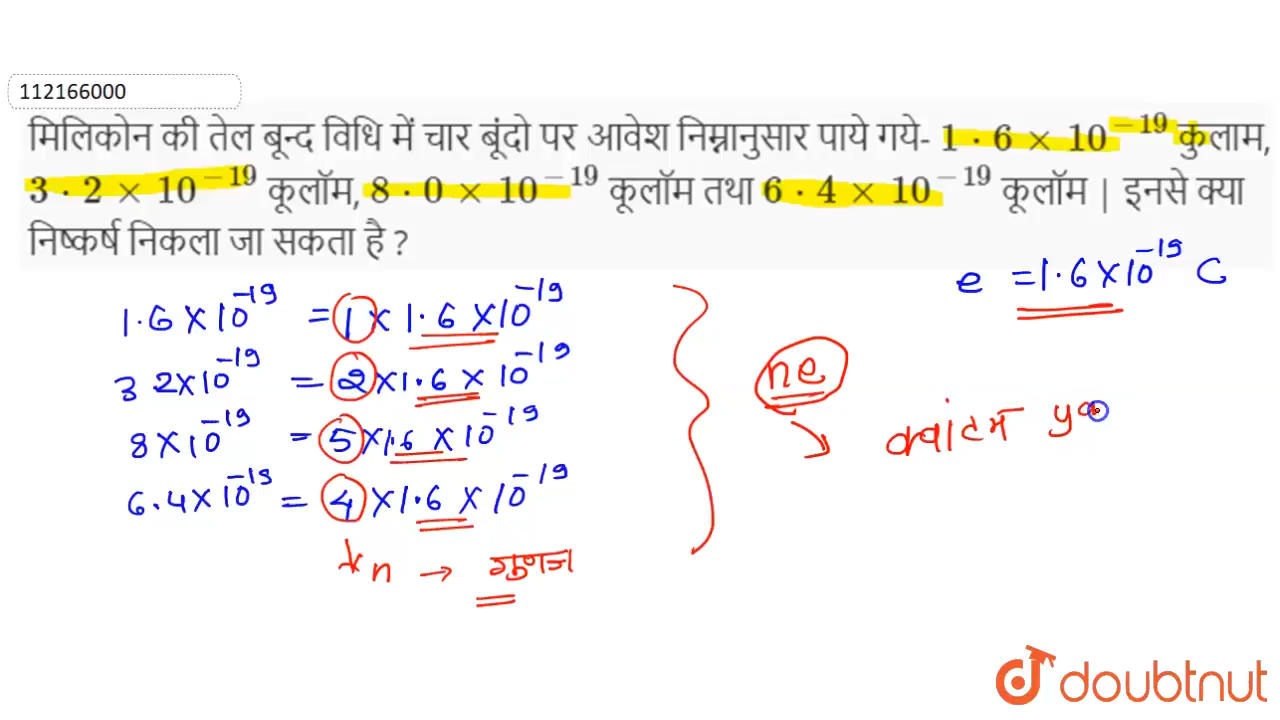 112166000
मिलिकोन की तेल बून्द विधि में चार बूंदो पर आवेश निम्नानुसार पाये गये- 1·6 × 10⁻¹⁹ कुलाम,
3·2 × 10⁻¹⁹ कूलॉम, 8·0 × 10⁻¹⁹ कूलॉम तथा 6·4 × 10⁻¹⁹ कूलॉम | इनसे क्या
निष्कर्ष निकला जा सकता है ?
e = 1.6 × 10⁻¹⁹ C
1.6 × 10⁻¹⁹ = 1 × 1.6 × 10⁻¹⁹
3 2 × 10⁻¹⁹ = 2 × 1.6 × 10⁻¹⁹
8 × 10⁻¹⁹ = 5 × 1.6 × 10⁻¹⁹
6.4 × 10⁻¹⁹ = 4 × 1.6 × 10⁻¹⁹
n → गुणज
ne
→ क्वांटम
doubtnut